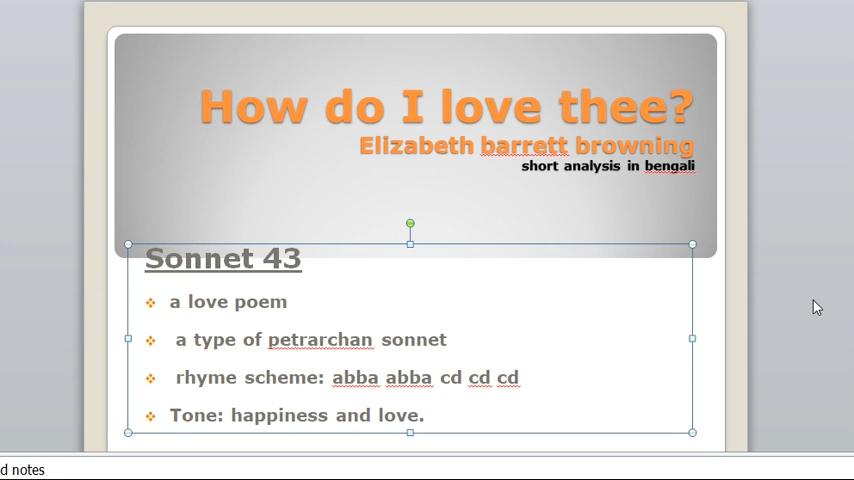 How do I love thee?
Elizabeth barrett browning
short analysis in bengali
Sonnet 43
a love poem
a type of petrarchan sonnet
rhyme scheme: abba abba cd cd cd
Tone: happiness and love.
d notes